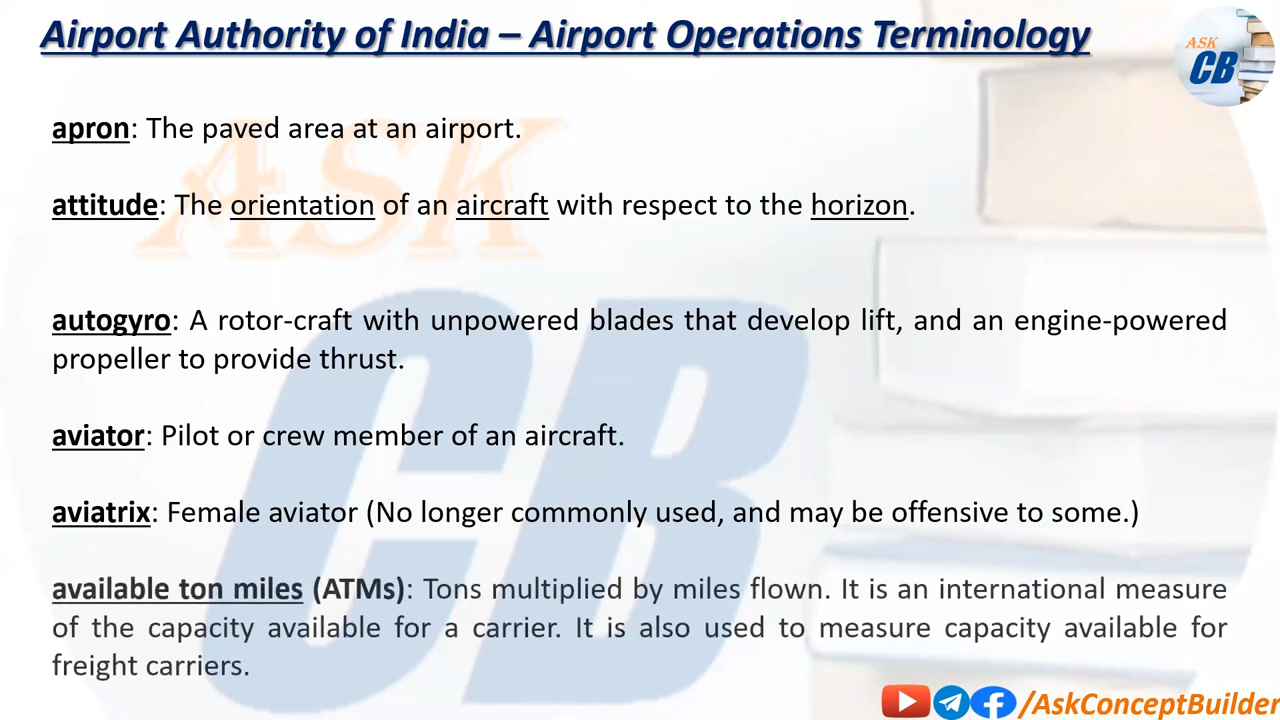 Airport Authority of India – Airport Operations Terminology
ASK
CB
apron: The paved area at an airport.
attitude: The orientation of an aircraft with respect to the horizon.
autogyro: A rotor-craft with unpowered blades that develop lift, and an engine-powered
propeller to provide thrust.
aviator: Pilot or crew member of an aircraft.
aviatrix: Female aviator (No longer commonly used, and may be offensive to some.)
available ton miles (ATMs): Tons multiplied by miles flown. It is an international measure
of the capacity available for a carrier. It is also used to measure capacity available for
freight carriers.
ASK
CB
/AskConceptBuilder